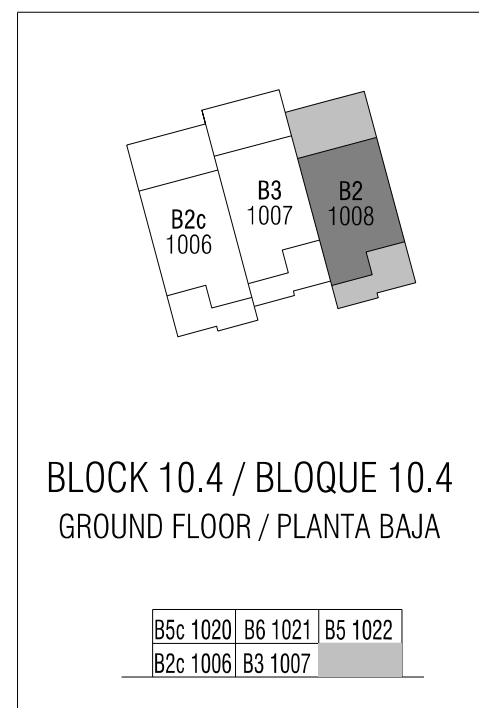 B2c
1006
B3
1007
B2
1008
BLOCK 10.4 / BLOQUE 10.4
GROUND FLOOR / PLANTA BAJA
B5c 1020 B6 1021 B5 1022
B2c 1006 B3 1007